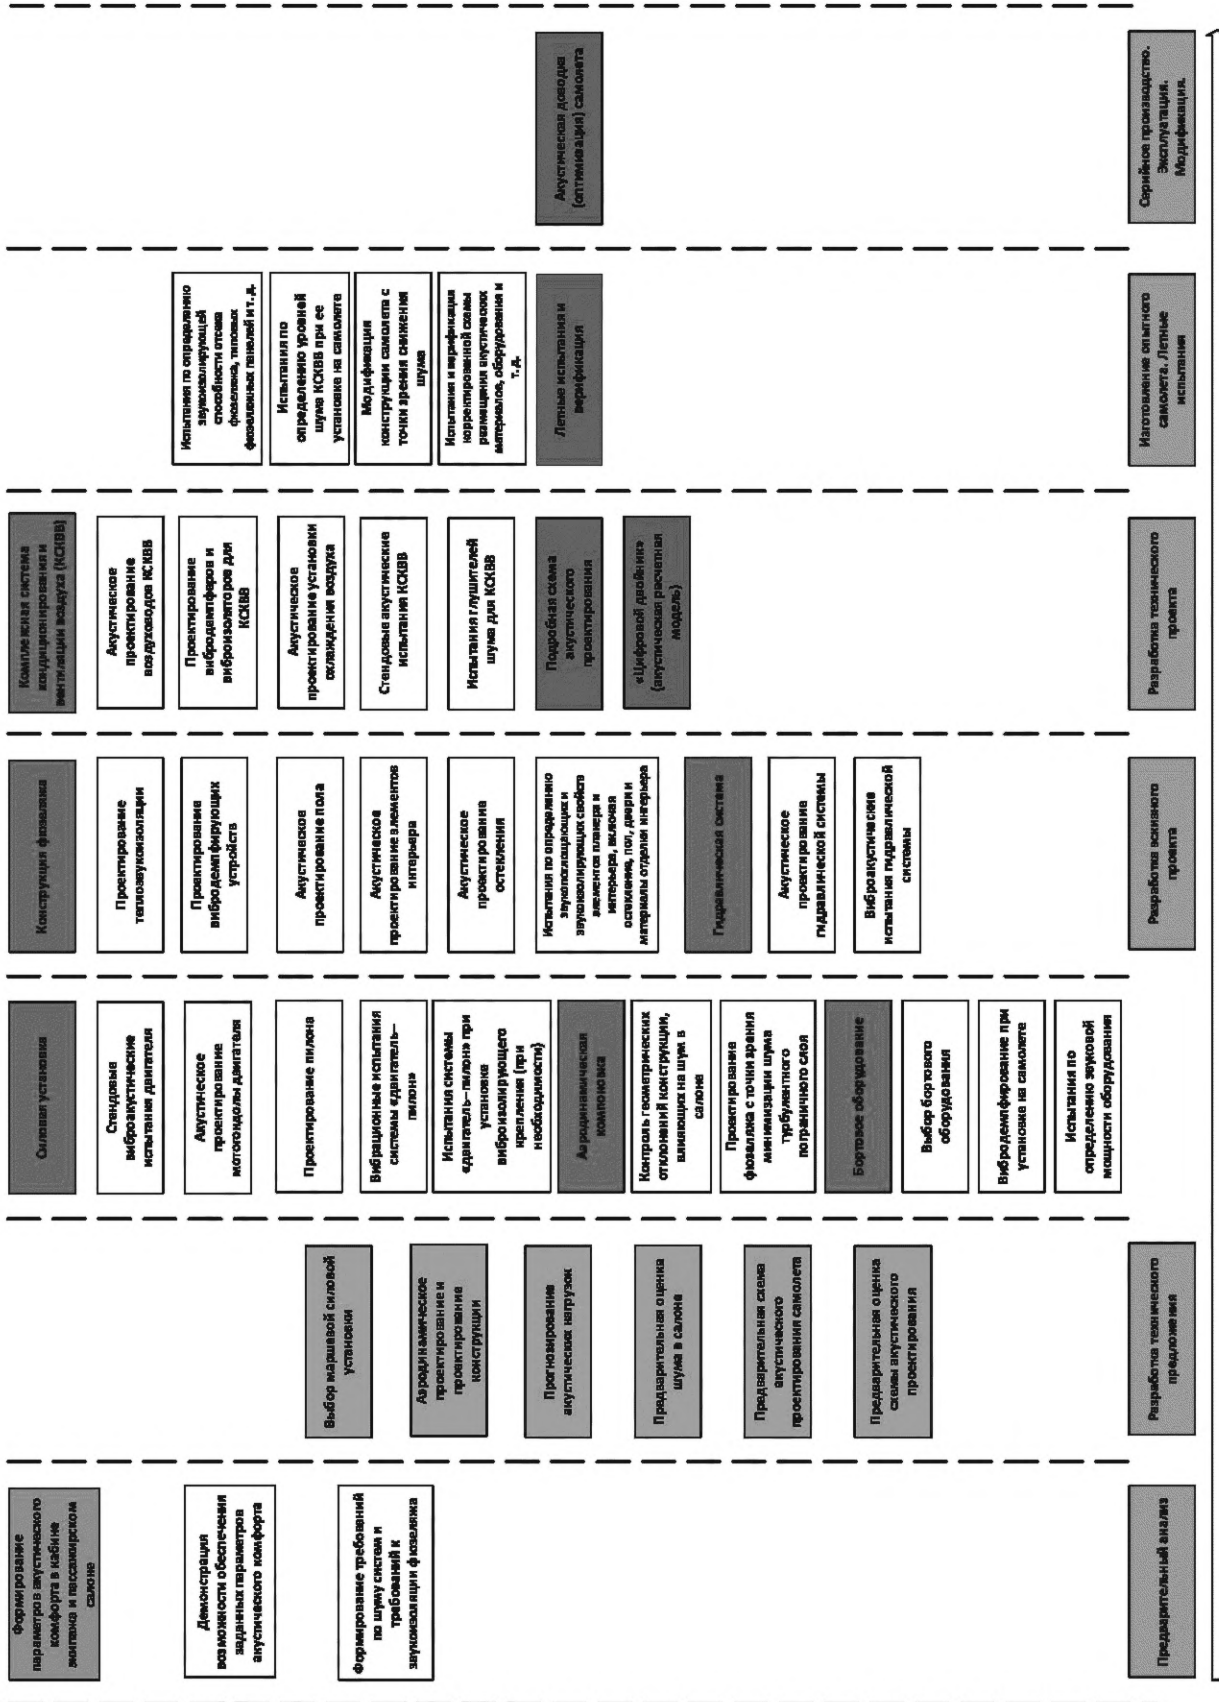 Формирование
параметров акустического
комфорта в кабине
экипажа и пассажирском
салоне
Демонстрация
возможности обеспечения
заданных параметров
акустического комфорта
Формирование требований
по шуму систем и
требований к
звукоизоляции фюзеляжа
Предварительный анализ
Выбор маршевой силовой
установки
Аэродинамическое
проектирование и
проектирование
конструкции
Прогнозирование
акустических нагрузок
Предварительная оценка
шума в салоне
Предварительная схема
акустического
проектирования самолета
Предварительная оценка
схемы акустического
проектирования
Разработка технического
предложения
Силовая установка
Стендовые
виброакустические
испытания двигателя
Акустическое
проектирование
мотогондолы двигателя
Проектирование пилона
Вибрационные испытания
системы «двигатель–
пилон»
Испытания системы
«двигатель–пилон» при
установке
виброизолирующего
крепления (при
необходимости)
Аэродинамическая
компоновка
Контроль геометрических
отклонений конструкции,
влияющих на шум в
салоне
Проектирование
фюзеляжа с точки зрения
минимизации шума
турбулентного
пограничного слоя
Бортовое оборудование
Выбор бортового
оборудования
Вибродемпфирование при
установке на самолете
Испытания по
определению звуковой
мощности оборудования
Конструкция фюзеляжа
Проектирование
теплозвукоизоляции
Проектирование
вибродемпфирующих
устройств
Акустическое
проектирование пола
Акустическое
проектирование элементов
интерьера
Акустическое
проектирование
остекления
Испытания по определению
звукопоглощающих и
звукоизолирующих свойств
элементов планера и
интерьера, включая
остекление, пол, двери и
материалы отделки интерьера
Гидравлическая система
Акустическое
проектирование
гидравлической системы
Виброакустические
испытания гидравлической
системы
Разработка эскизного
проекта
Комплексная система
кондиционирования и
вентиляции воздуха (КСКВВ)
Акустическое
проектирование
воздуховодов КСКВВ
Проектирование
вибродемпферов и
виброизоляторов для
КСКВВ
Акустическое
проектирование установки
охлаждения воздуха
Стендовые акустические
испытания КСКВВ
Испытания глушителей
шума для КСКВВ
Подробная схема
акустического
проектирования
«Цифровой двойник»
(акустическая расчетная
модель)
Разработка технического
проекта
Испытания по определению
звукоизолирующей
способности отсека
фюзеляжа, типовых
фюзеляжных панелей и т. д.
Испытания по
определению уровней
шума КСКВВ при ее
установке на самолете
Модификация
конструкции самолета с
точки зрения снижения
шума
Испытания и верификация
корректированной схемы
размещения акустических
материалов, оборудования и
т. д.
Летные испытания и
верификация
Изготовление опытного
самолета. Летные
испытания
Акустическая доводка
(оптимизация) самолета
Серийное производство.
Эксплуатация.
Модификация.